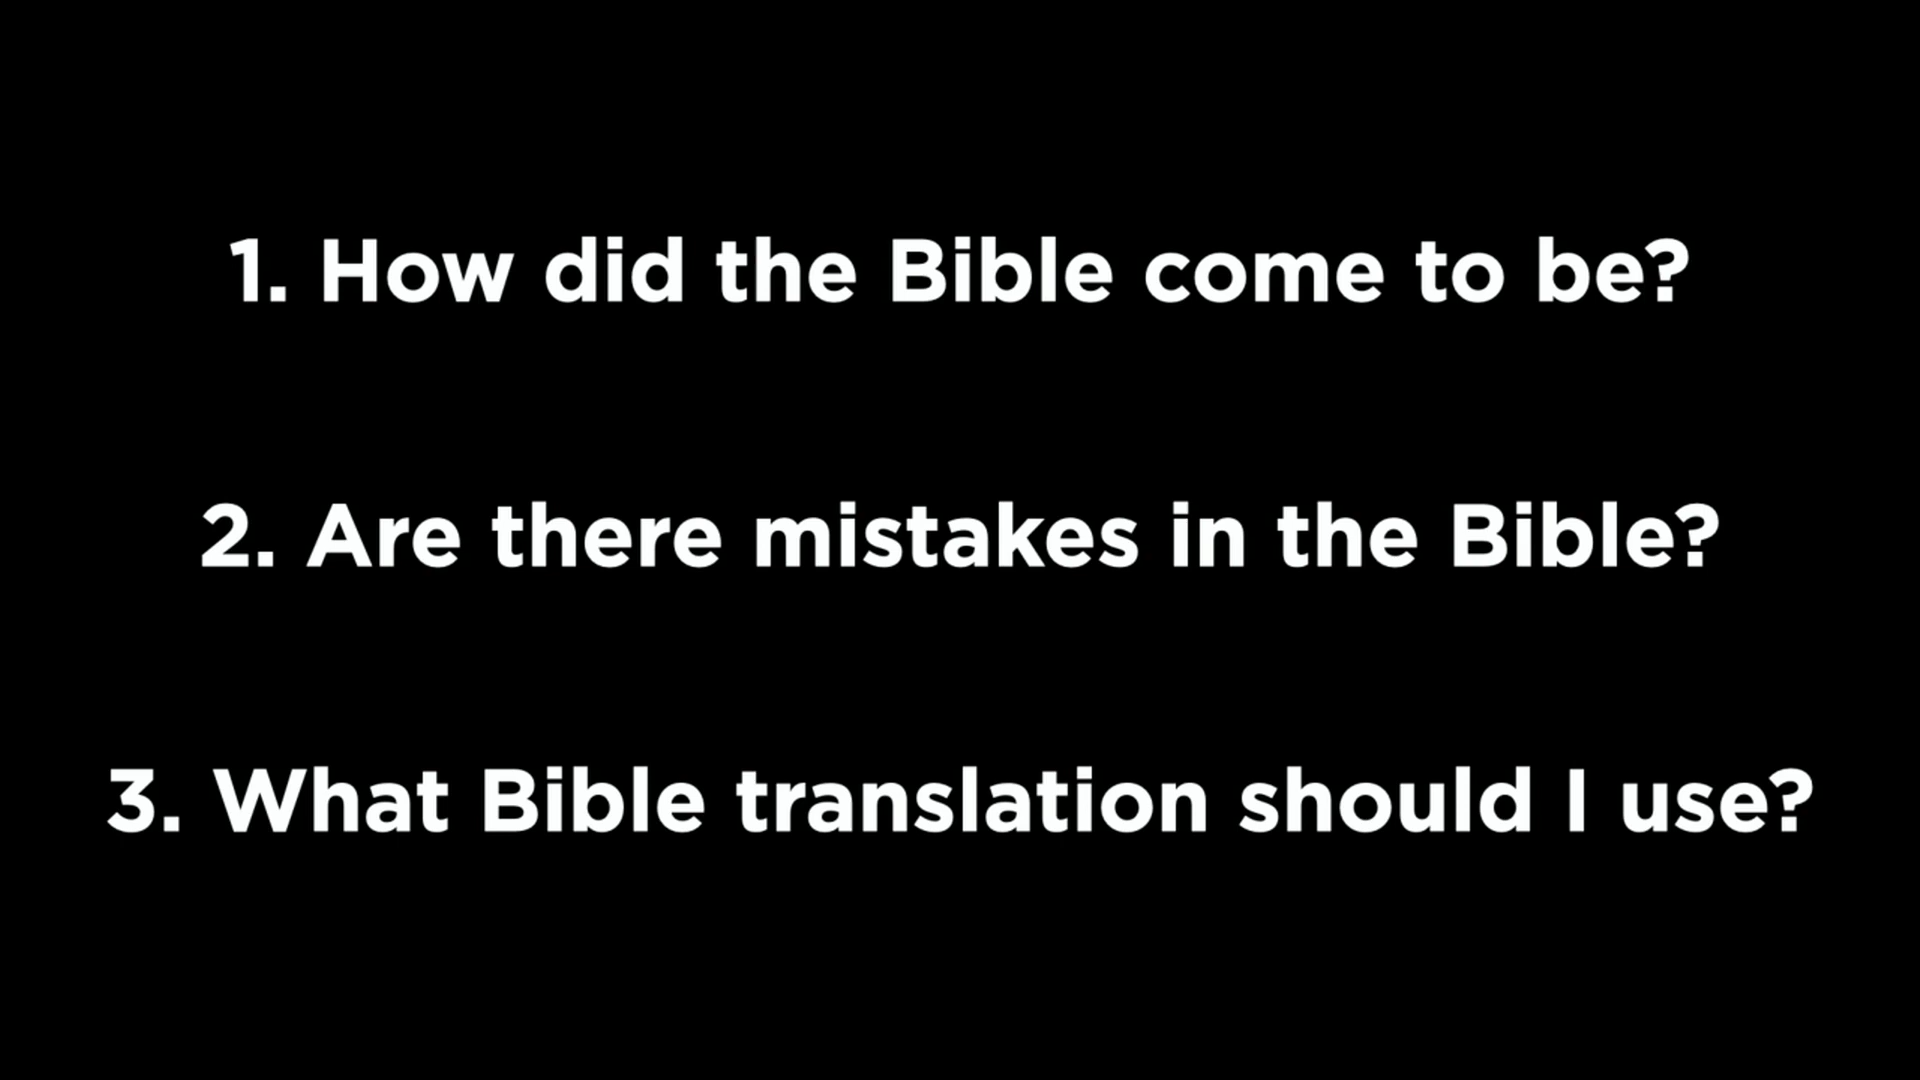 1. How did the Bible come to be?
2. Are there mistakes in the Bible?
3. What Bible translation should I use?